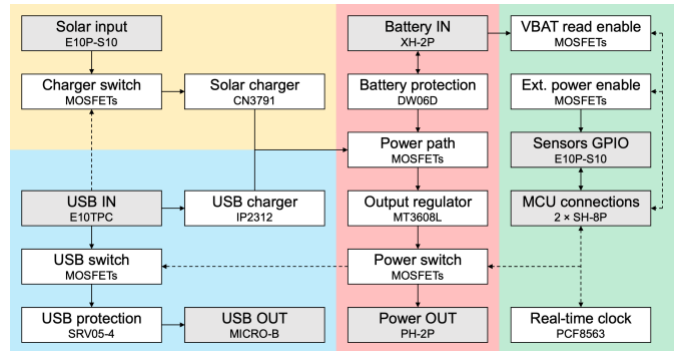 Solar input
E10P-S10
Battery IN
XH-2P
VBAT read enable
MOSFETs
Charger switch
MOSFETs
Solar charger
CN3791
Battery protection
DW06D
Ext. power enable
MOSFETs
Power path
MOSFETs
Sensors GPIO
E10P-S10
USB IN
E10TPC
USB charger
IP2312
Output regulator
MT3608L
MCU connections
2 × SH-8P
USB switch
MOSFETs
Power switch
MOSFETs
USB protection
SRV05-4
USB OUT
MICRO-B
Power OUT
PH-2P
Real-time clock
PCF8563